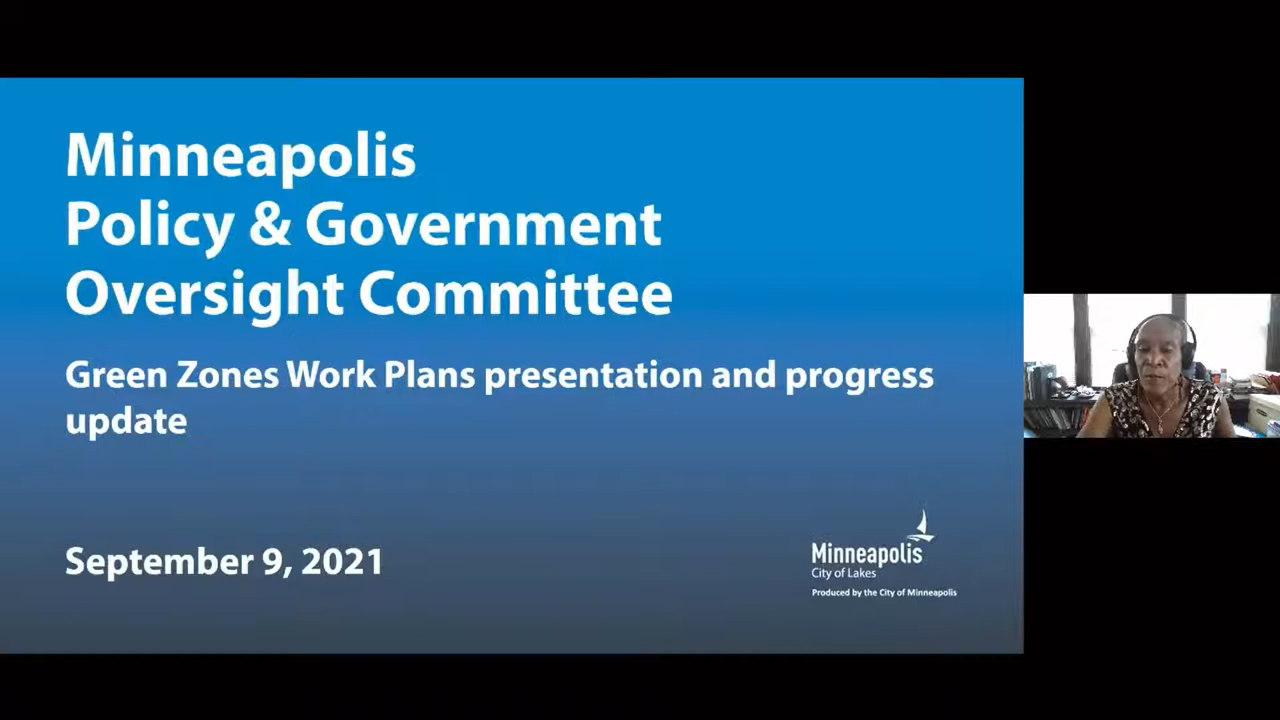 Minneapolis
Policy & Government
Oversight Committee
Green Zones Work Plans presentation and progress
update
September 9, 2021
Minneapolis
City of Lakes
Produced by the City of Minneapolis